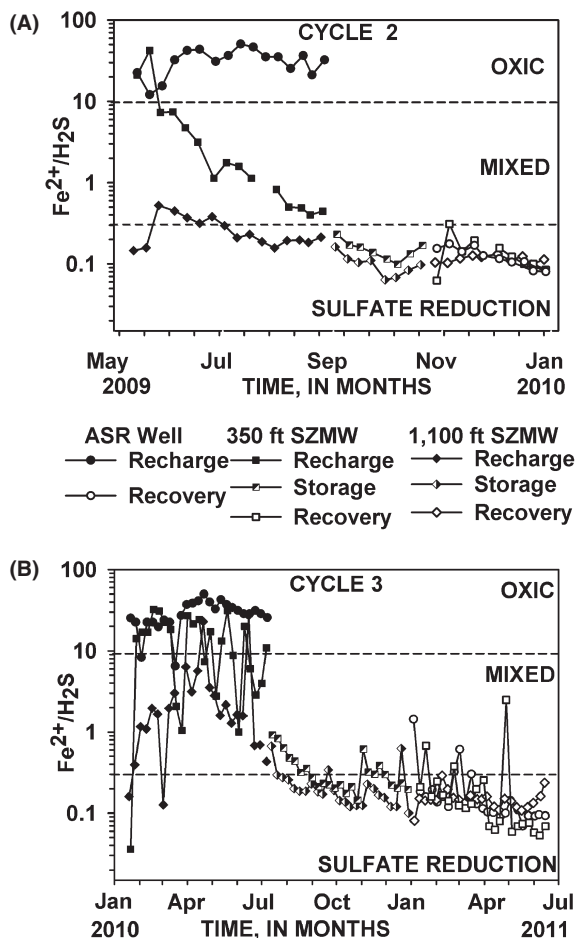 (A)
CYCLE 2
100
OXIC
10
MIXED
1
0.1
SULFATE REDUCTION
Fe2+/H2S
May Jul Sep Nov Jan
2009 TIME, IN MONTHS 2010
ASR Well 350 ft SZMW 1,100 ft SZMW
Recharge Recharge Recharge
Recovery Storage Storage
Recovery Recovery
(B)
100
CYCLE 3
OXIC
10
MIXED
1
0.1
SULFATE REDUCTION
Fe2+/H2S
Jan Apr Jul Oct Jan Apr Jul
2010 TIME, IN MONTHS 2011